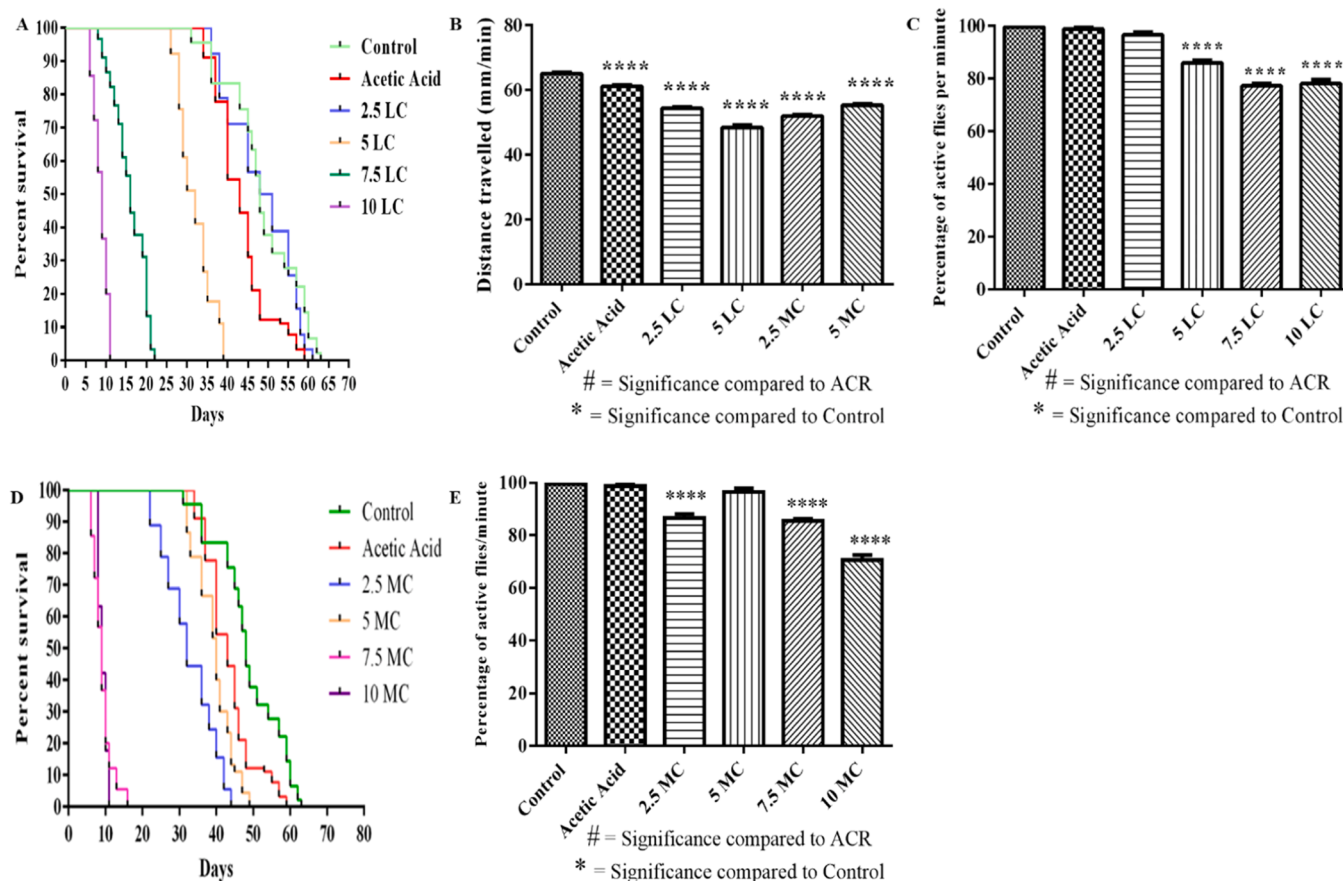 A
Percent survival
100
90
80
70
60
50
40
30
20
10
0
0 5 10 15 20 25 30 35 40 45 50 55 60 65 70
Days
Control
Acetic Acid
2.5 LC
5 LC
7.5 LC
10 LC
B
Distance travelled (mm/min)
80
60
40
20
0
**** **** **** **** ****
Control Acetic Acid 2.5 LC 5 LC 2.5 MC 5 MC
# = Significance compared to ACR
* = Significance compared to Control
C
Percentage of active flies per minute
100
80
60
40
20
0
**** **** ****
Control Acetic Acid 2.5 LC 5 LC 7.5 LC 10 LC
# = Significance compared to ACR
* = Significance compared to Control
D
Percent survival
100
90
80
70
60
50
40
30
20
10
0
0 10 20 30 40 50 60 70 80
Days
Control
Acetic Acid
2.5 MC
5 MC
7.5 MC
10 MC
E
Percentage of active flies/minute
100
80
60
40
20
0
**** **** ****
Control Acetic Acid 2.5 MC 5 MC 7.5 MC 10 MC
# = Significance compared to ACR
* = Significance compared to Control